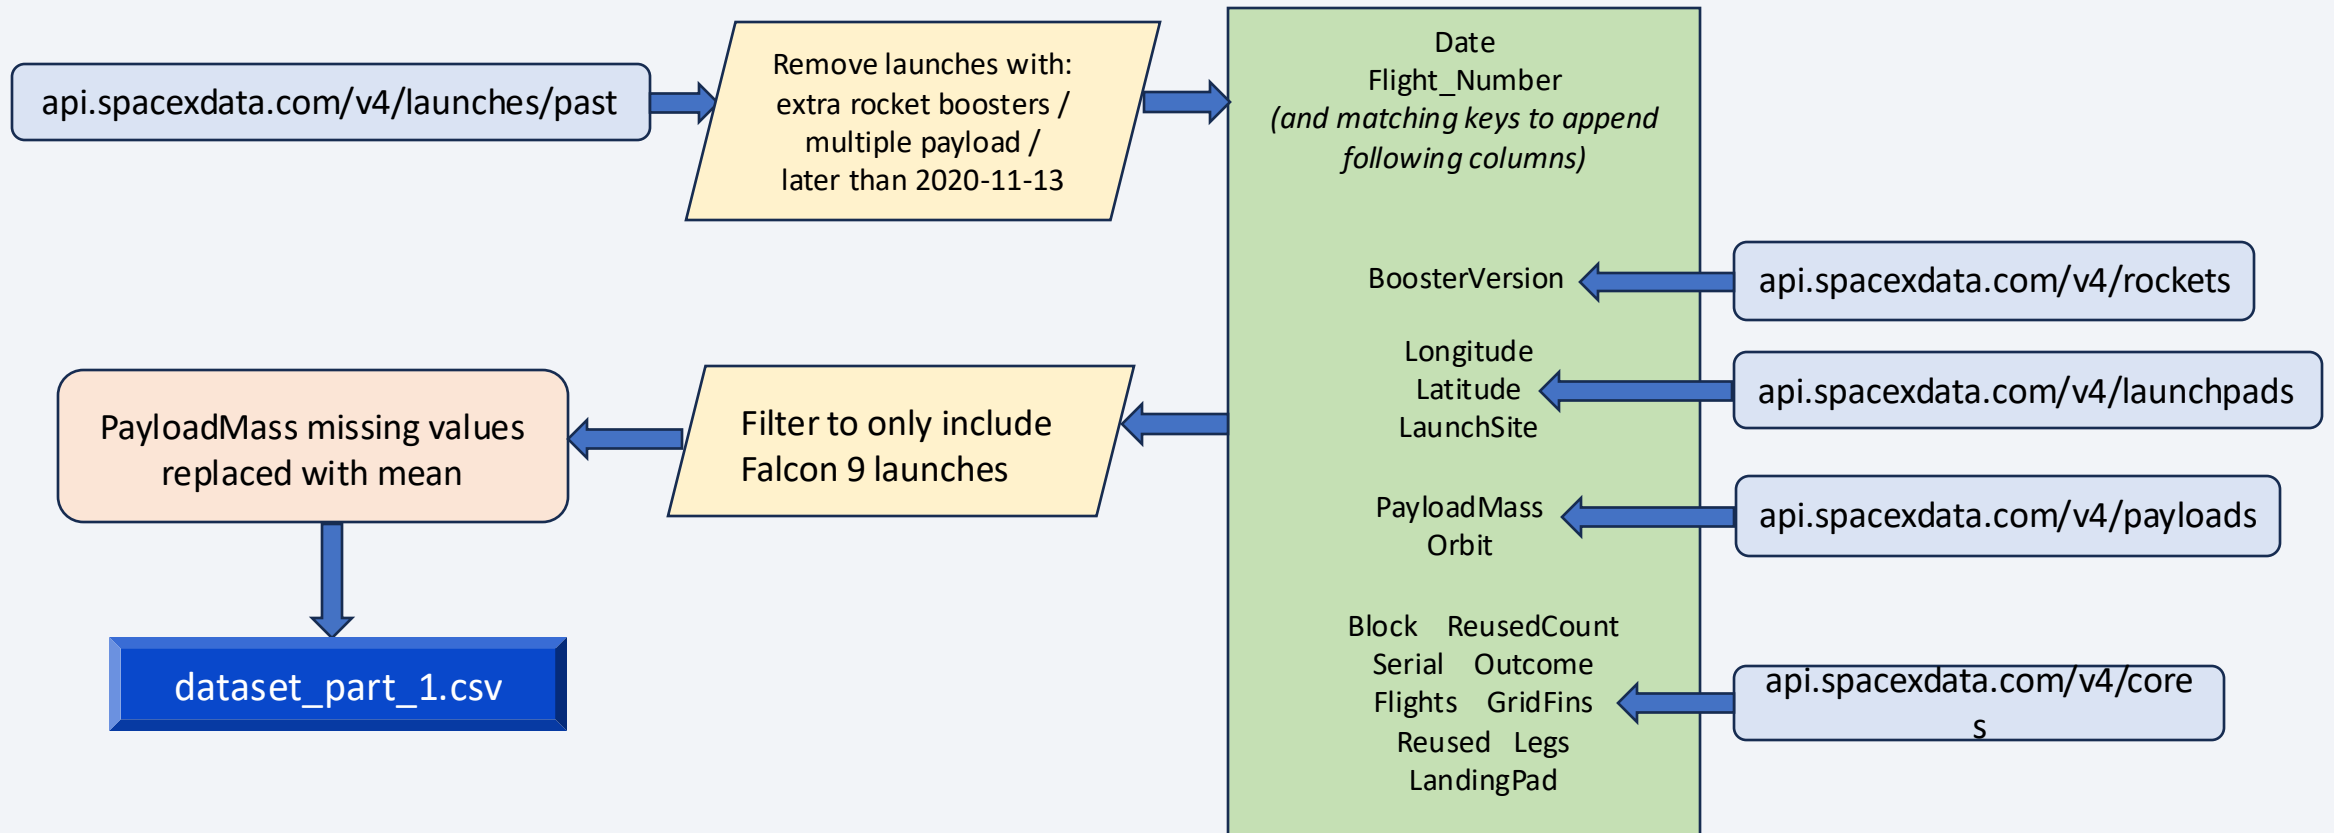 api.spacexdata.com/v4/launches/past
Remove launches with:
extra rocket boosters /
multiple payload /
later than 2020-11-13
Date
Flight_Number
(and matching keys to append
following columns)
BoosterVersion
api.spacexdata.com/v4/rockets
Longitude
Latitude
LaunchSite
api.spacexdata.com/v4/launchpads
PayloadMass
Orbit
api.spacexdata.com/v4/payloads
Block ReusedCount
Serial Outcome
Flights GridFins
Reused Legs
LandingPad
api.spacexdata.com/v4/core
s
Filter to only include
Falcon 9 launches
PayloadMass missing values
replaced with mean
dataset_part_1.csv